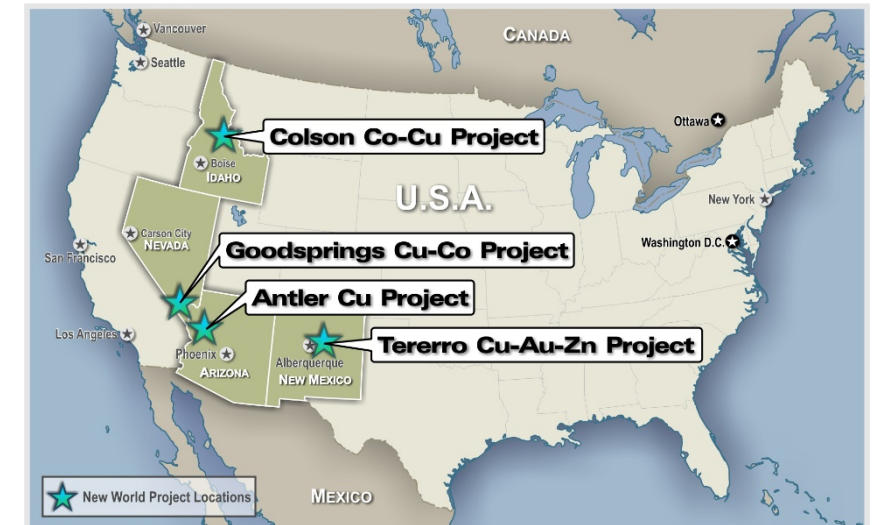 Vancouver
CANADA
Seattle
Ottawa
Colson Co-Cu Project
Boise
IDAHO
U.S.A.
New York
Carson City
NEVADA
Washington D.C.
San Francisco
Goodsprings Cu-Co Project
Antler Cu Project
Los Angeles
Phoenix
ARIZONA
Tererro Cu-Au-Zn Project
Alberquerque
NEW MEXICO
New World Project Locations
MEXICO